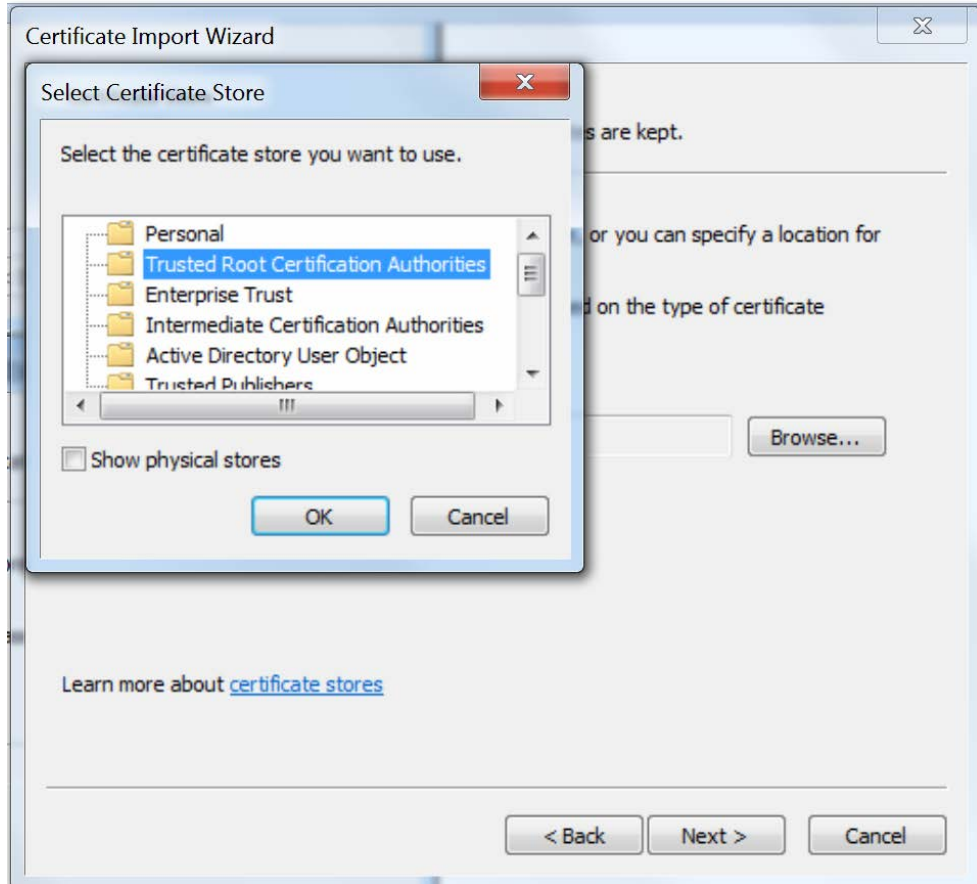 Certificate Import Wizard
Select Certificate Store
Select the certificate store you want to use.
Personal
Trusted Root Certification Authorities
Enterprise Trust
Intermediate Certification Authorities
Active Directory User Object
Trusted Publishers
Show physical stores
OK
Cancel
are kept.
or you can specify a location for
on the type of certificate
Browse...
Learn more about certificate stores
< Back
Next >
Cancel